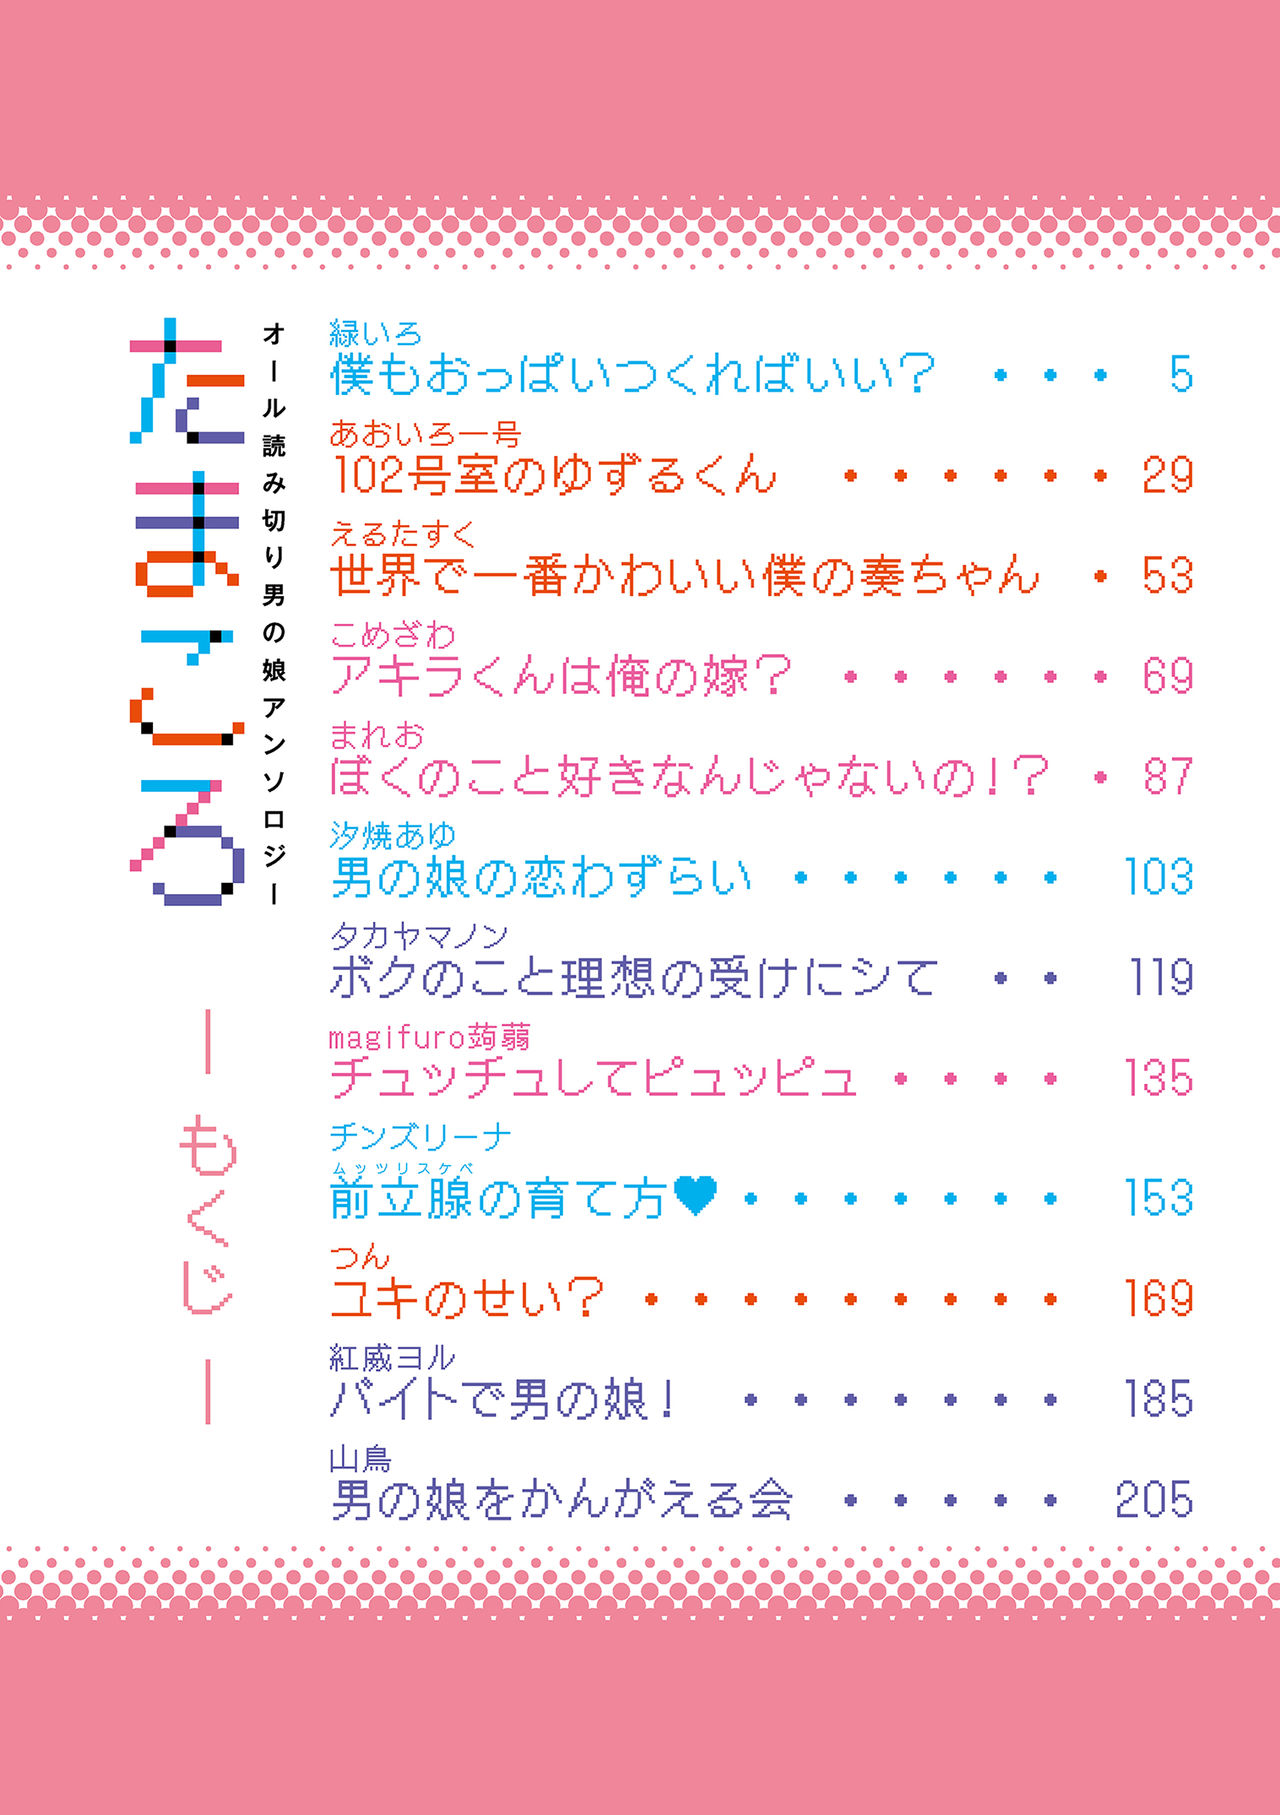 たまごころ
オール読み切り男の娘アンソロジー
― もくじ ―
緑いろ
僕もおっぱいつくればいい? ・・・ 5
あおいろ一号
102号室のゆずるくん ・・・・・・ 29
えるたすく
世界で一番かわいい僕の奏ちゃん ・ 53
こめざわ
アキラくんは俺の嫁? ・・・・・・ 69
まれお
ぼくのこと好きなんじゃないの!? ・ 87
汐焼あゆ
男の娘の恋わずらい ・・・・・・ 103
タカヤマノン
ボクのこと理想の受けにシて ・・ 119
magifuro蒟蒻
チュッチュしてピュッピュ ・・・・ 135
チンズリーナ
ムッツリスケベ
前立腺の育て方♥ ・・・・・・・ 153
つん
ユキのせい? ・・・・・・・・・ 169
紅威ヨル
バイトで男の娘! ・・・・・・・ 185
山鳥
男の娘をかんがえる会 ・・・・・ 205